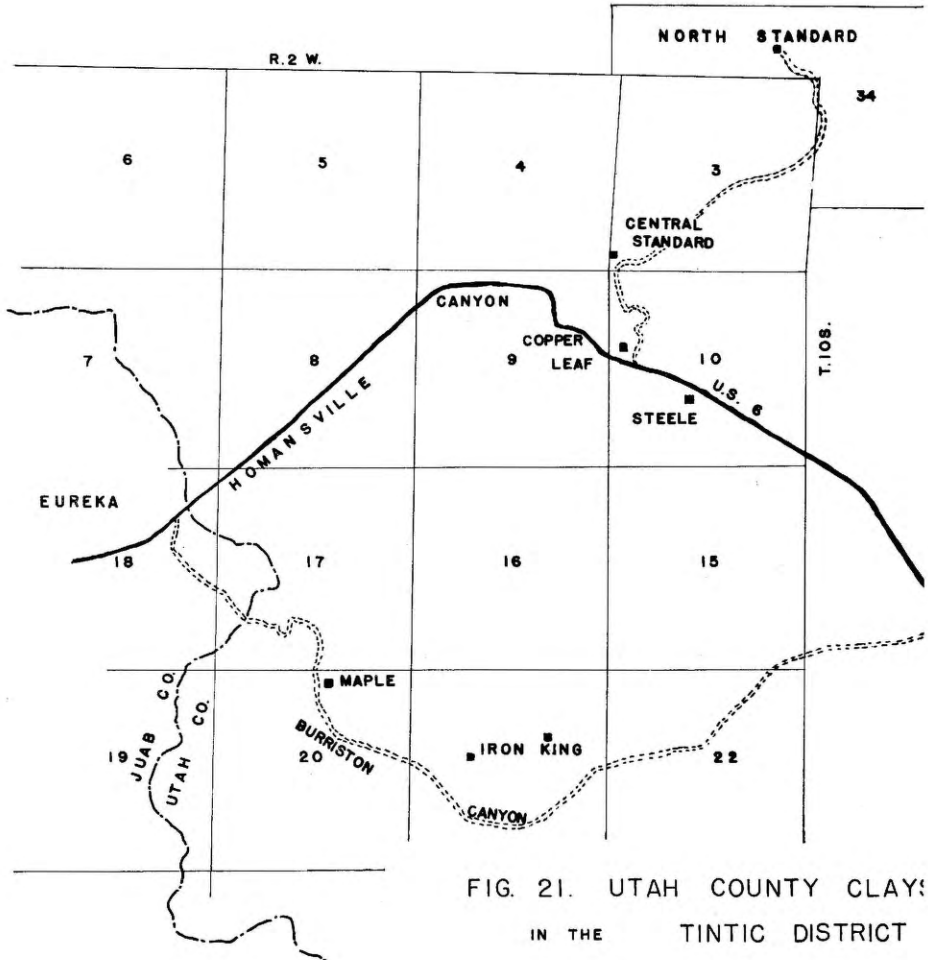 NORTH STANDARD
R. 2 W.
34
6
5
4
3
CENTRAL
STANDARD
CANYON
COPPER
LEAF
7
8
9
10
T. 10S.
U.S. 6
STEELE
HOMANSVILLE
EUREKA
18
17
16
15
MAPLE
JUAB CO.
UTAH CO.
BURRISTON
IRON KING
19
20
22
CANYON
FIG. 21. UTAH COUNTY CLAYS
IN THE TINTIC DISTRICT